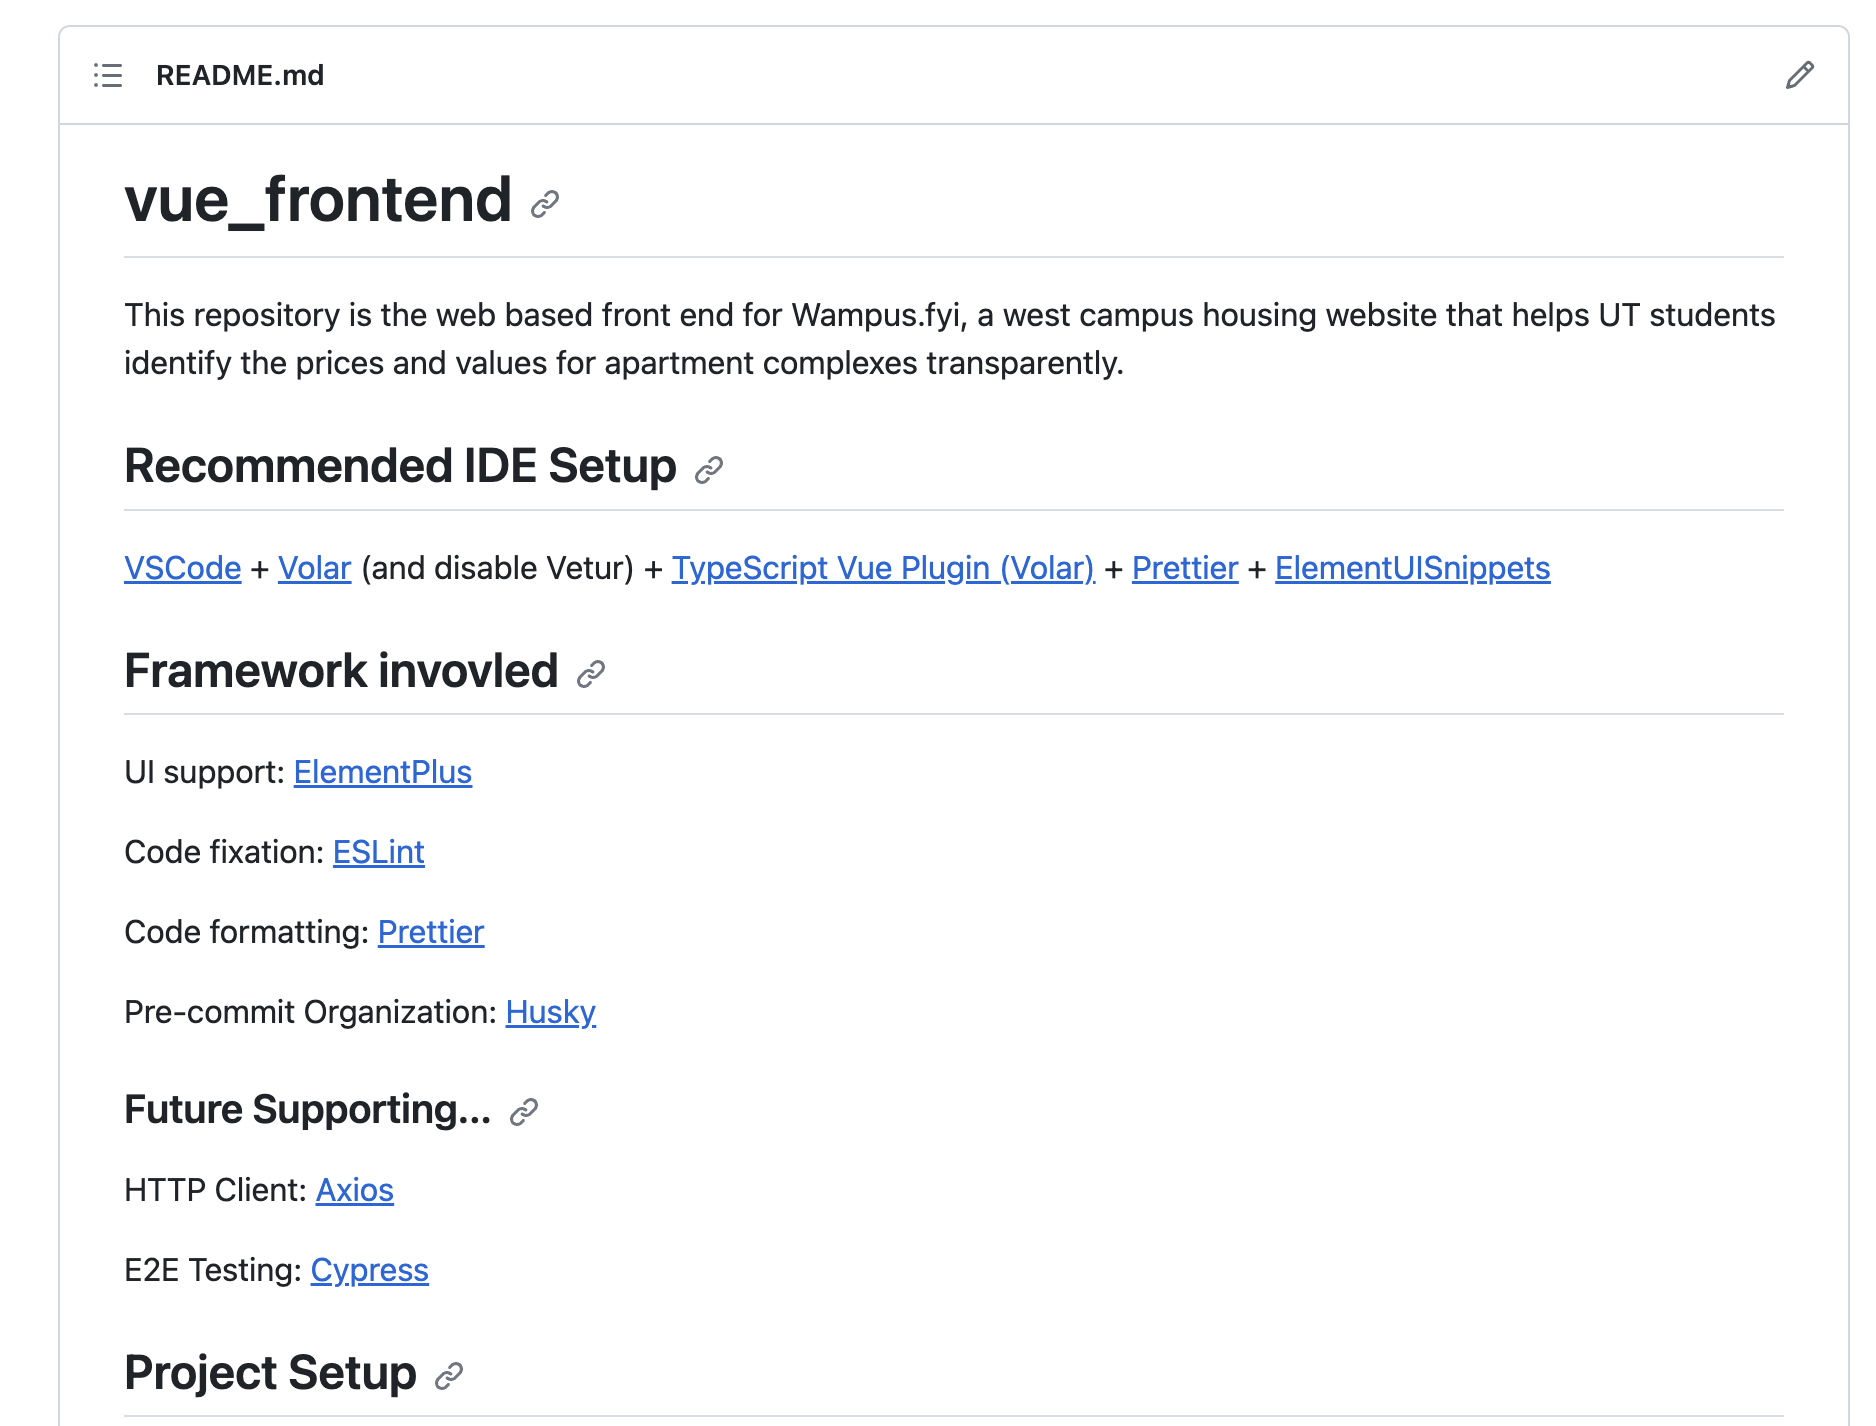 README.md
vue_frontend
This repository is the web based front end for Wampus.fyi, a west campus housing website that helps UT students
identify the prices and values for apartment complexes transparently.
Recommended IDE Setup
VSCode + Volar (and disable Vetur) + TypeScript Vue Plugin (Volar) + Prettier + ElementUISnippets
Framework invovled
UI support: ElementPlus
Code fixation: ESLint
Code formatting: Prettier
Pre-commit Organization: Husky
Future Supporting...
HTTP Client: Axios
E2E Testing: Cypress
Project Setup